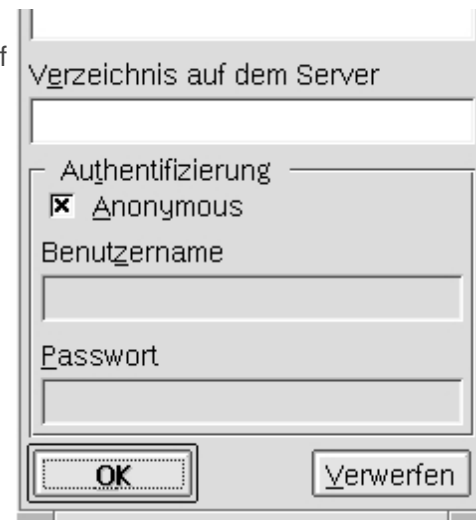 f
Verzeichnis auf dem Server
Authentifizierung
Anonymous
Benutzername
Passwort
OK
Verwerfen